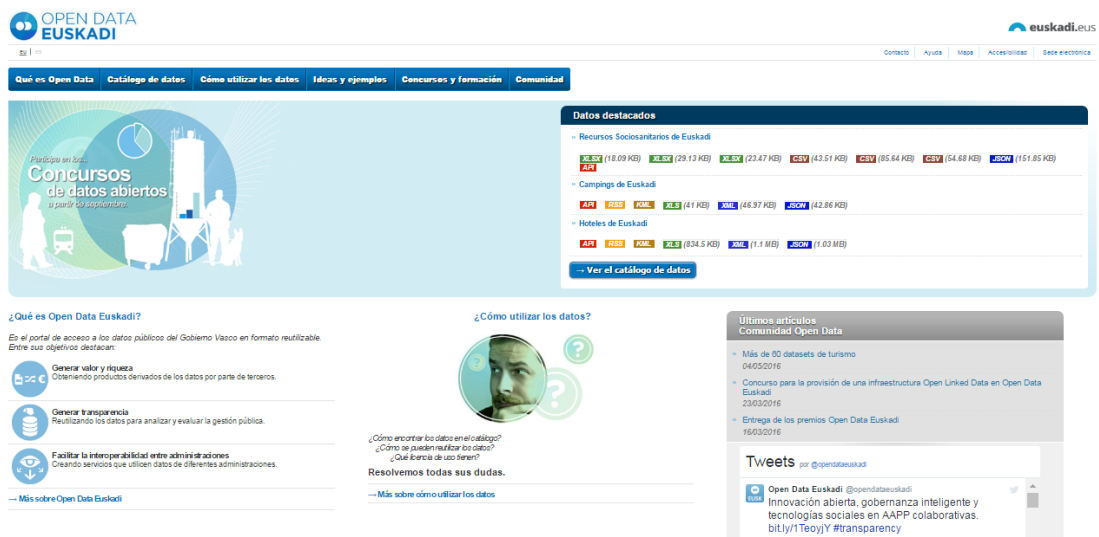 OPEN DATA
EUSKADI
euskadi.eus
eu | es
Contacto | Ayuda | Mapa | Accesibilidad | Sede electrónica
Qué es Open Data Catálogo de datos Cómo utilizar los datos Ideas y ejemplos Concursos y formación Comunidad
Participa en los...
Concursos
de datos abiertos
a partir de septiembre.
Datos destacados
Recursos Sociosanitarios de Euskadi
XLSX (18.09 KB) XLSX (29.13 KB) XLSX (23.47 KB) CSV (43.51 KB) CSV (85.64 KB) CSV (54.68 KB) JSON (151.85 KB)
API
Campings de Euskadi
API RSS KML XLS (41 KB) XML (46.97 KB) JSON (42.86 KB)
Hoteles de Euskadi
API RSS KML XLS (834.5 KB) XML (1.1 MB) JSON (1.03 MB)
→ Ver el catálogo de datos
¿Qué es Open Data Euskadi?
Es el portal de acceso a los datos públicos del Gobierno Vasco en formato reutilizable.
Entre sus objetivos destacan:
Generar valor y riqueza
Obteniendo productos derivados de los datos por parte de terceros.
Generar transparencia
Reutilizando los datos para analizar y evaluar la gestión pública.
Facilitar la interoperabilidad entre administraciones
Creando servicios que utilicen datos de diferentes administraciones.
→ Más sobre Open Data Euskadi
¿Cómo utilizar los datos?
? ? ?
¿Cómo encontrar los datos en el catálogo?
¿Cómo se pueden reutilizar los datos?
¿Qué licencia de uso tienen?
Resolvemos todas sus dudas.
→ Más sobre cómo utilizar los datos
Últimos artículos
Comunidad Open Data
Más de 60 datasets de turismo
04/05/2016
Concurso para la provisión de una infraestructura Open Linked Data en Open Data
Euskadi
23/03/2016
Entrega de los premios Open Data Euskadi
16/03/2016
Tweets por @opendataeuskadi
Open Data Euskadi @opendataeuskadi
Innovación abierta, gobernanza inteligente y
tecnologías sociales en AAPP colaborativas.
bit.ly/1TeoyjY #transparency